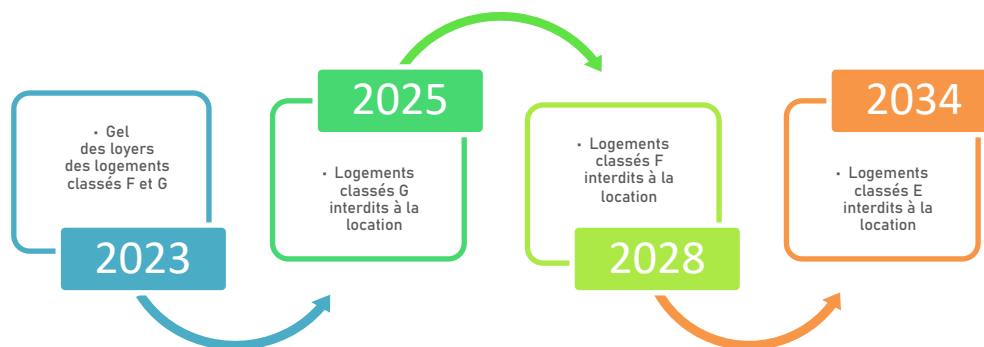 • Gel
des loyers
des logements
classés F et G
2023
2025
• Logements
classés G
interdits à la
location
• Logements
classés F
interdits à la
location
2028
2034
• Logements
classés E
interdits à la
location